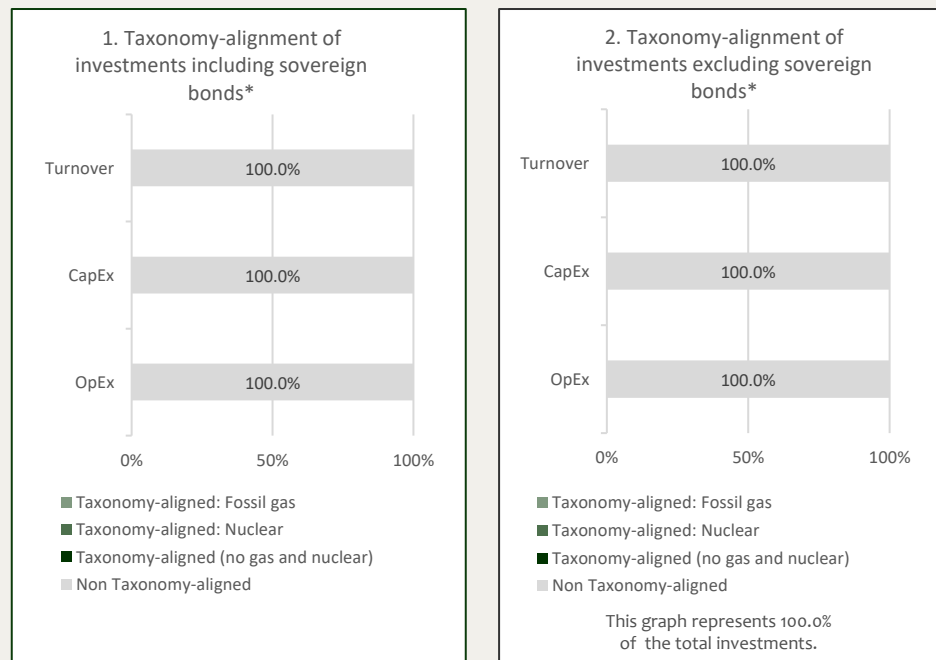 1. Taxonomy-alignment of
investments including sovereign
bonds*
Turnover
100.0%
CapEx
100.0%
OpEx
100.0%
0%
50%
100%
Taxonomy-aligned: Fossil gas
Taxonomy-aligned: Nuclear
Taxonomy-aligned (no gas and nuclear)
Non Taxonomy-aligned
2. Taxonomy-alignment of
investments excluding sovereign
bonds*
Turnover
100.0%
CapEx
100.0%
OpEx
100.0%
0%
50%
100%
Taxonomy-aligned: Fossil gas
Taxonomy-aligned: Nuclear
Taxonomy-aligned (no gas and nuclear)
Non Taxonomy-aligned
This graph represents 100.0%
of the total investments.